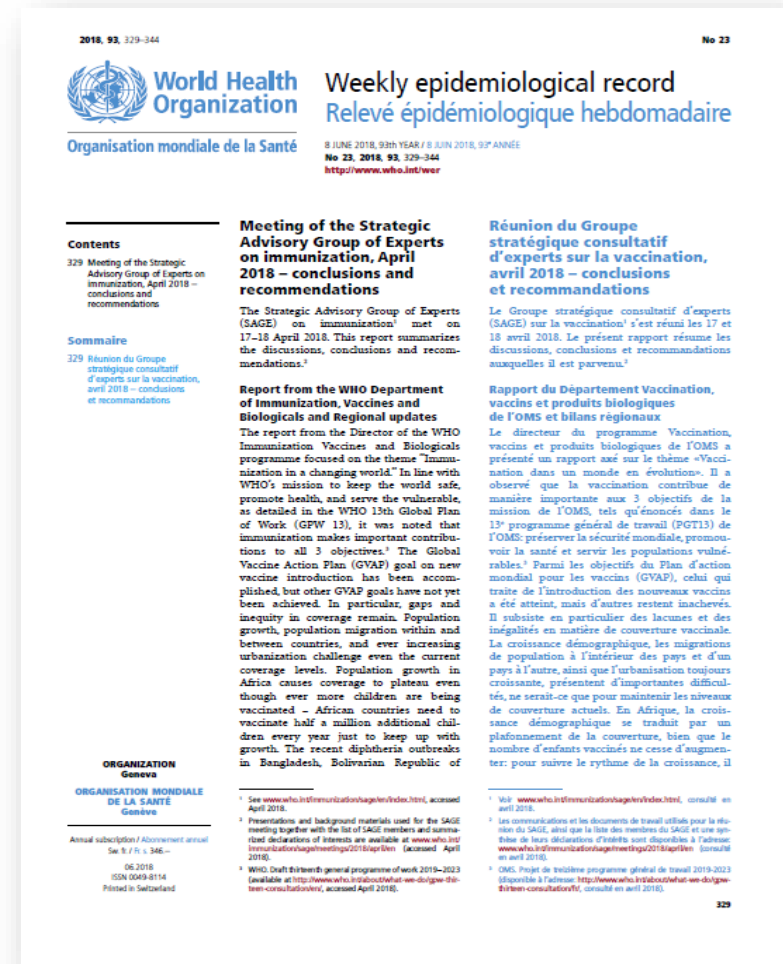 2018, 93, 329–344
No 23
World Health
Organization
Organisation mondiale de la Santé
Weekly epidemiological record
Relevé épidémiologique hebdomadaire
8 JUNE 2018, 93th YEAR / 8 JUIN 2018, 93e ANNÉE
No 23, 2018, 93, 329–344
http://www.who.int/wer
Contents
329 Meeting of the Strategic
Advisory Group of Experts on
immunization, April 2018 –
conclusions and
recommendations
Sommaire
329 Réunion du Groupe
stratégique consultatif
d'experts sur la vaccination,
avril 2018 – conclusions
et recommandations
ORGANIZATION
Geneva
ORGANISATION MONDIALE
DE LA SANTÉ
Genève
Annual subscription / Abonnement annuel
Sw. fr. / Fr. s. 346.–
06.2018
ISSN 0049-8114
Printed in Switzerland
Meeting of the Strategic
Advisory Group of Experts
on immunization, April
2018 – conclusions and
recommendations
The Strategic Advisory Group of Experts
(SAGE) on immunization¹ met on
17–18 April 2018. This report summarizes
the discussions, conclusions and recom-
mendations.²
Report from the WHO Department
of Immunization, Vaccines and
Biologicals and Regional updates
The report from the Director of the WHO
Immunization Vaccines and Biologicals
programme focused on the theme "Immu-
nization in a changing world." In line with
WHO's mission to keep the world safe,
promote health, and serve the vulnerable,
as detailed in the WHO 13th Global Plan
of Work (GPW 13), it was noted that
immunization makes important contribu-
tions to all 3 objectives.³ The Global
Vaccine Action Plan (GVAP) goal on new
vaccine introduction has been accom-
plished, but other GVAP goals have not yet
been achieved. In particular, gaps and
inequity in coverage remain. Population
growth, population migration within and
between countries, and ever increasing
urbanization challenge even the current
coverage levels. Population growth in
Africa causes coverage to plateau even
though ever more children are being
vaccinated – African countries need to
vaccinate half a million additional chil-
dren every year just to keep up with
growth. The recent diphtheria outbreaks
in Bangladesh, Bolivarian Republic of
¹ See www.who.int/immunization/sage/en/index.html, accessed
April 2018.
² Presentations and background materials used for the SAGE
meeting together with the list of SAGE members and summa-
rized declarations of interests are available at www.who.int/
immunization/sage/meetings/2018/april/en (accessed April
2018).
³ WHO. Draft thirteenth general programme of work 2019–2023
(available at http://www.who.int/about/what-we-do/gpw-thir-
teen-consultation/en/, accessed April 2018).
Réunion du Groupe
stratégique consultatif
d'experts sur la vaccination,
avril 2018 – conclusions
et recommandations
Le Groupe stratégique consultatif d'experts
(SAGE) sur la vaccination¹ s'est réuni les 17 et
18 avril 2018. Le présent rapport résume les
discussions, conclusions et recommandations
auxquelles il est parvenu.²
Rapport du Département Vaccination,
vaccins et produits biologiques
de l'OMS et bilans régionaux
Le directeur du programme Vaccination,
vaccins et produits biologiques de l'OMS a
présenté un rapport axé sur le thème «Vacci-
nation dans un monde en évolution». Il a
observé que la vaccination contribue de
manière importante aux 3 objectifs de la
mission de l'OMS, tels qu'énoncés dans le
13e programme général de travail (PGT13) de
l'OMS: préserver la sécurité mondiale, promou-
voir la santé et servir les populations vulné-
rables.³ Parmi les objectifs du Plan d'action
mondial pour les vaccins (GVAP), celui qui
traite de l'introduction des nouveaux vaccins
a été atteint, mais d'autres restent inachevés.
Il subsiste en particulier des lacunes et des
inégalités en matière de couverture vaccinale.
La croissance démographique, les migrations
de population à l'intérieur des pays et d'un
pays à l'autre, ainsi que l'urbanisation toujours
croissante, présentent d'importantes difficul-
tés, ne serait-ce que pour maintenir les niveaux
de couverture actuels. En Afrique, la crois-
sance démographique se traduit par un
plafonnement de la couverture, bien que le
nombre d'enfants vaccinés ne cesse d'augmen-
ter: pour suivre le rythme de la croissance, il
¹ Voir www.who.int/immunization/sage/en/index.html, consulté en
avril 2018.
² Les communications et les documents de travail utilisés pour la réu-
nion du SAGE, ainsi que la liste des membres du SAGE et une syn-
thèse de leurs déclarations d'intérêts sont disponibles à l'adresse:
www.who.int/immunization/sage/meetings/2018/april/en (consulté
en avril 2018).
³ OMS. Projet de treizième programme général de travail 2019-2023
(disponible à l'adresse: http://www.who.int/about/what-we-do/gpw-
thirteen-consultation/fr/, consulté en avril 2018).
329